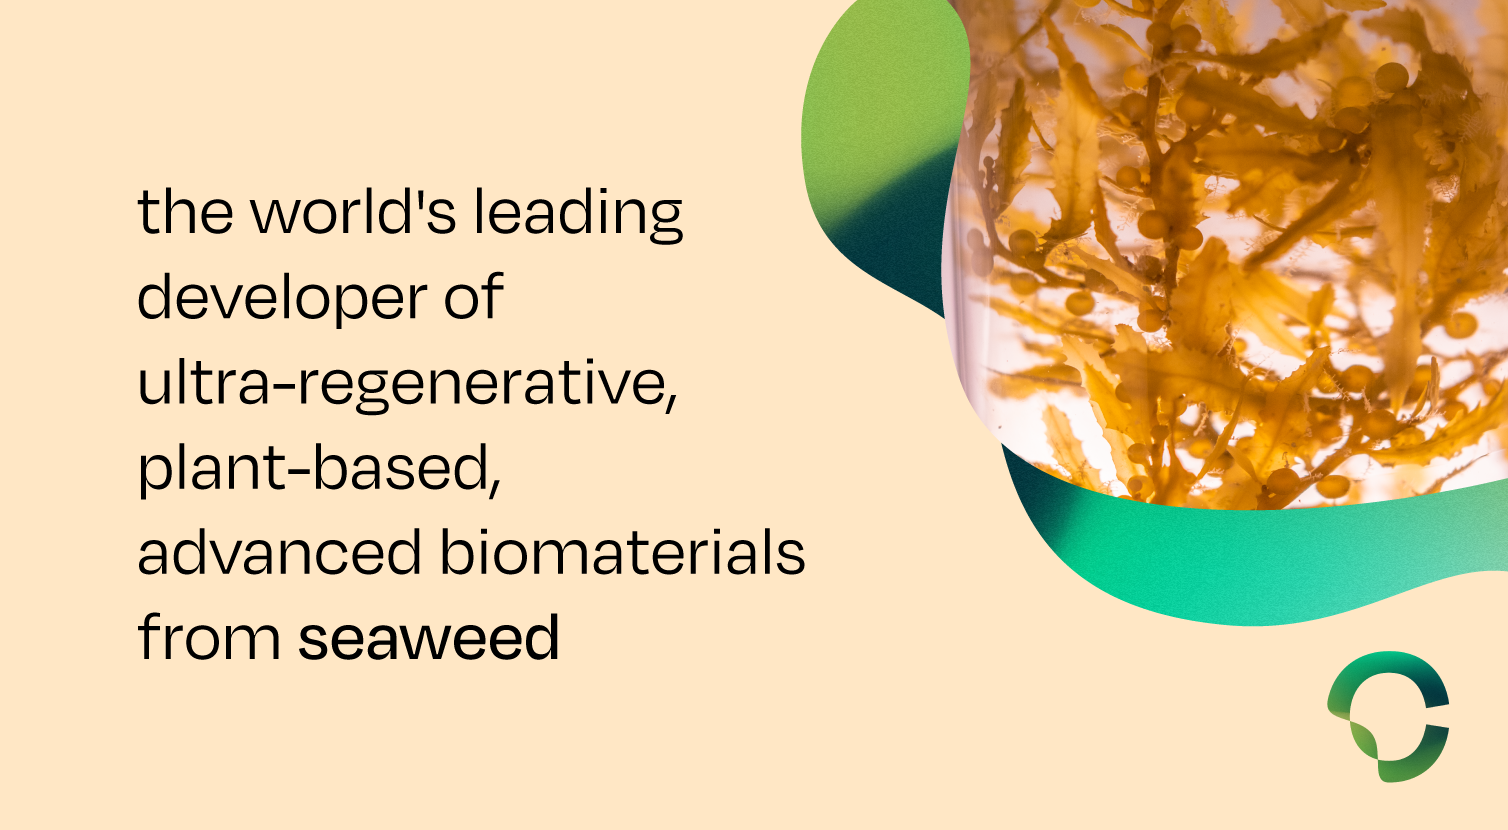 the world's leading
developer of
ultra-regenerative,
plant-based,
advanced biomaterials
from seaweed